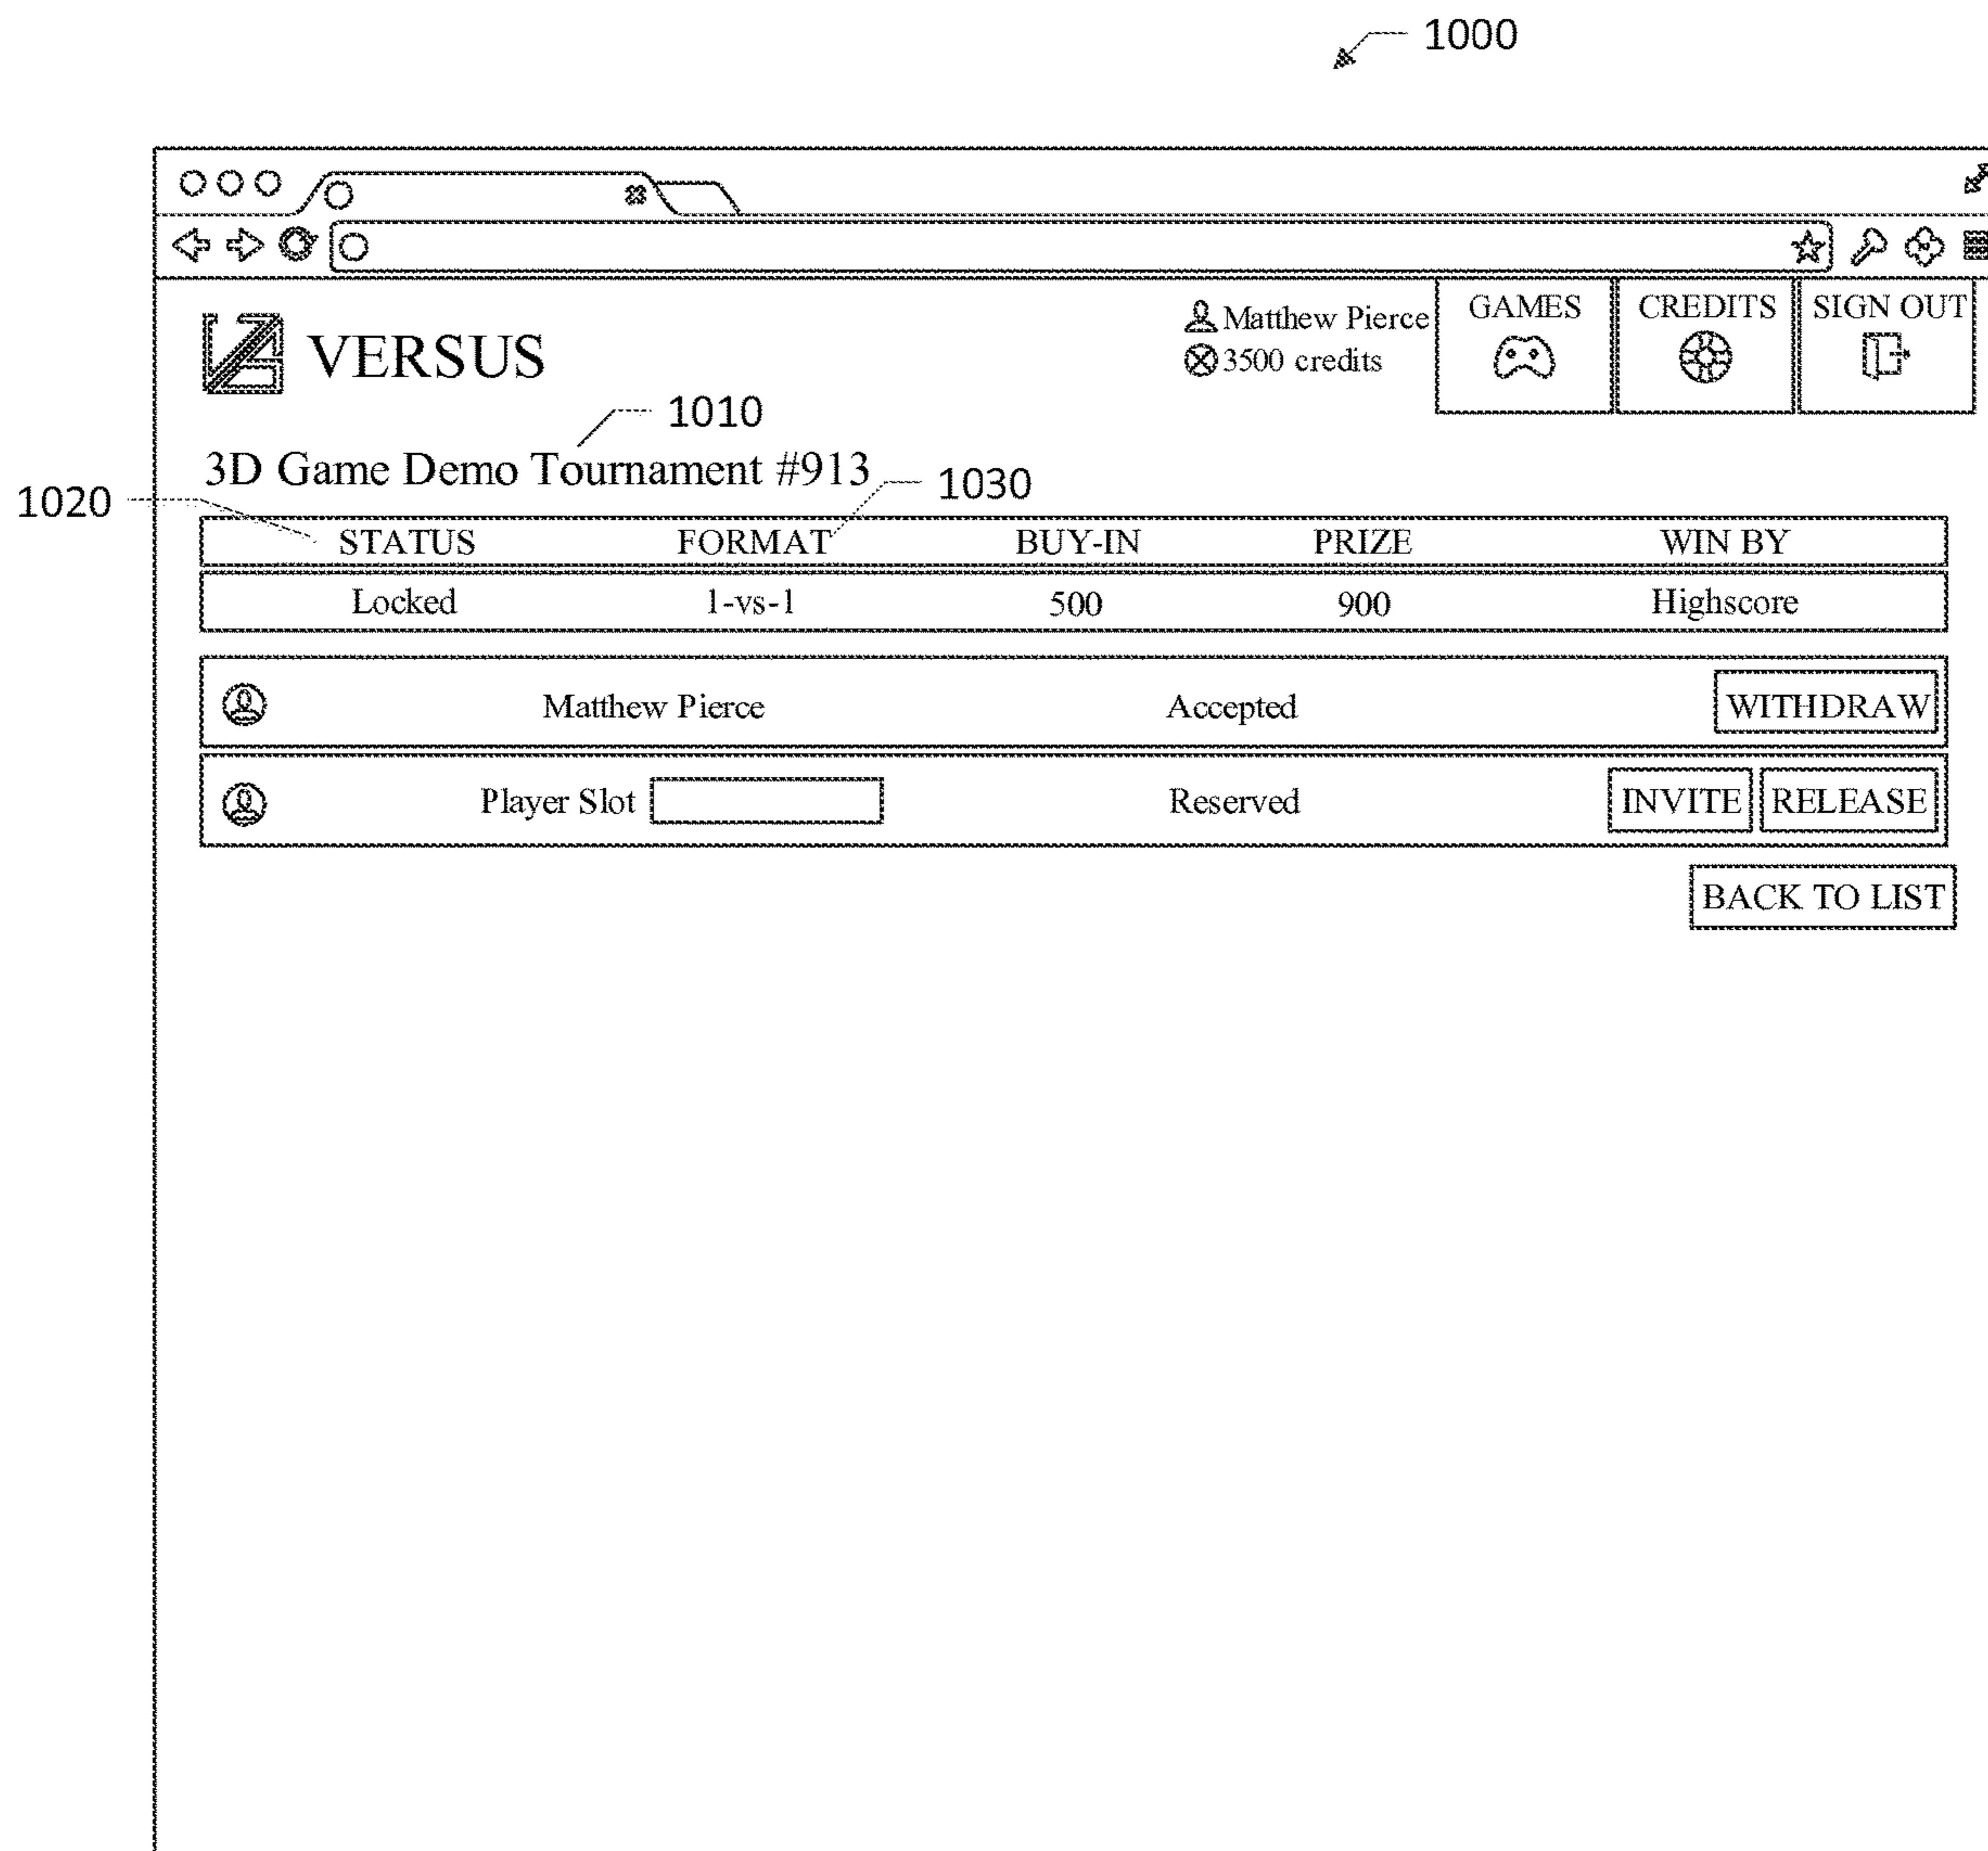 1000
VERSUS
Matthew Pierce
3500 credits
GAMES
CREDITS
SIGN OUT
1010
3D Game Demo Tournament #913
1030
1020
STATUS FORMAT BUY-IN PRIZE WIN BY
Locked 1-vs-1 500 900 Highscore
Matthew Pierce Accepted WITHDRAW
Player Slot Reserved INVITE RELEASE
BACK TO LIST